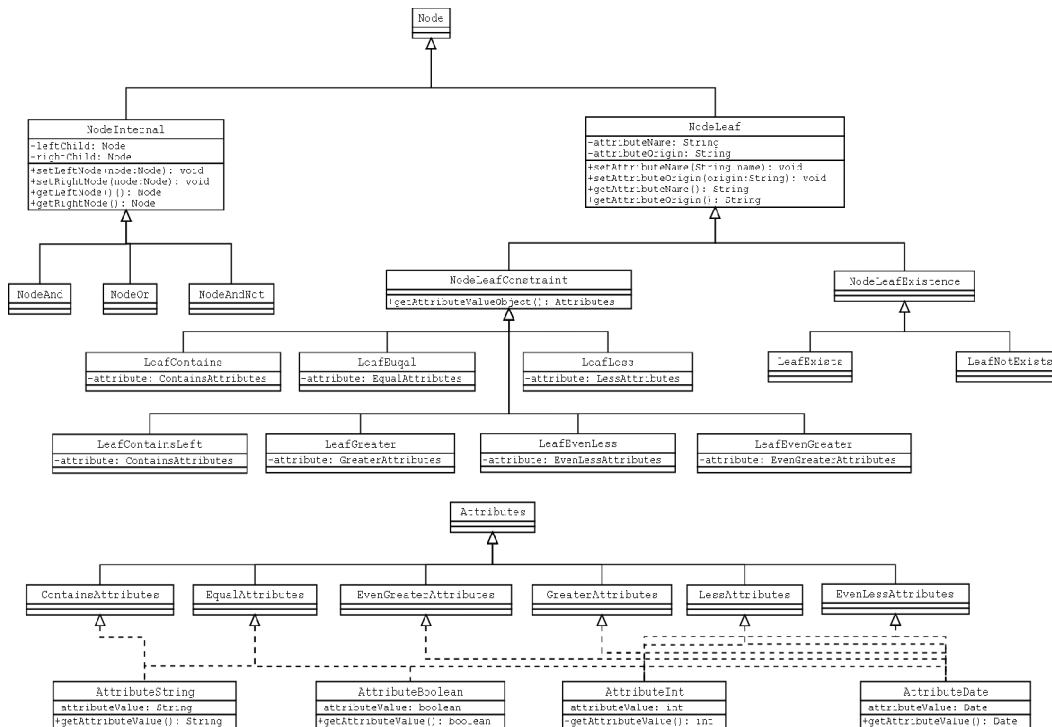 Node
NodeInternal
-leftChild: Node
-rightChild: Node
+setLeftNode(node:Node): void
+setRightNode(node:Node): void
+getLeftNode()(): Node
+getRightNode(): Node
NodeLeaf
-attributeName: String
-attributeOrigin: String
+setAttributeName(String name): void
+setAttributeOrigin(origin:String): void
+getAttributeName(): String
+getAttributeOrigin(): String
NodeAnd
NodeOr
NodeAndNot
NodeLeafConstraint
+getAttributeValueObject(): Attributes
NodeLeafExistence
LeafContains
-attribute: ContainsAttributes
LeafEuqal
-attribute: EqualAttributes
LeafLess
-attribute: LessAttributes
LeafExists
LeafNotExists
LeafContainsLeft
-attribute: ContainsAttributes
LeafGreater
-attribute: GreaterAttributes
LeafEvenLess
-attribute: EvenLessAttributes
LeafEvenGreater
-attribute: EvenGreaterAttributes
Attributes
ContainsAttributes
EqualAttributes
EvenGreaterAttributes
GreaterAttributes
LessAttributes
EvenLessAttributes
AttributeString
attributeValue: String
+getAttributeValue(): String
AttributeBoolean
attributeValue: boolean
+getAttributeValue(): boolean
AttributeInt
attributeValue: int
-getAttributeValue(): int
AttributeDate
attributeValue: Date
+getAttributeValue(): Date